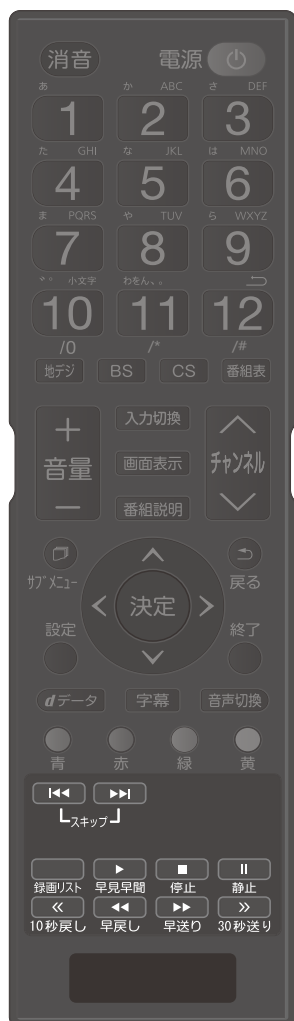 消音 電源
あ か ABC さ DEF
1 2 3
た GHI な JKL は MNO
4 5 6
ま PQRS や TUV ら WXYZ
7 8 9
゛゜ 小文字 わをん、。
10 11 12
/0 /* /#
地デジ BS CS 番組表
+ 入力切換
音量 画面表示 チャンネル
− 番組説明
サブメニュー 戻る
決定
設定 終了
dデータ 字幕 音声切換
青 赤 緑 黄
スキップ
録画リスト 早見早聞 停止 静止
10秒戻し 早戻し 早送り 30秒送り